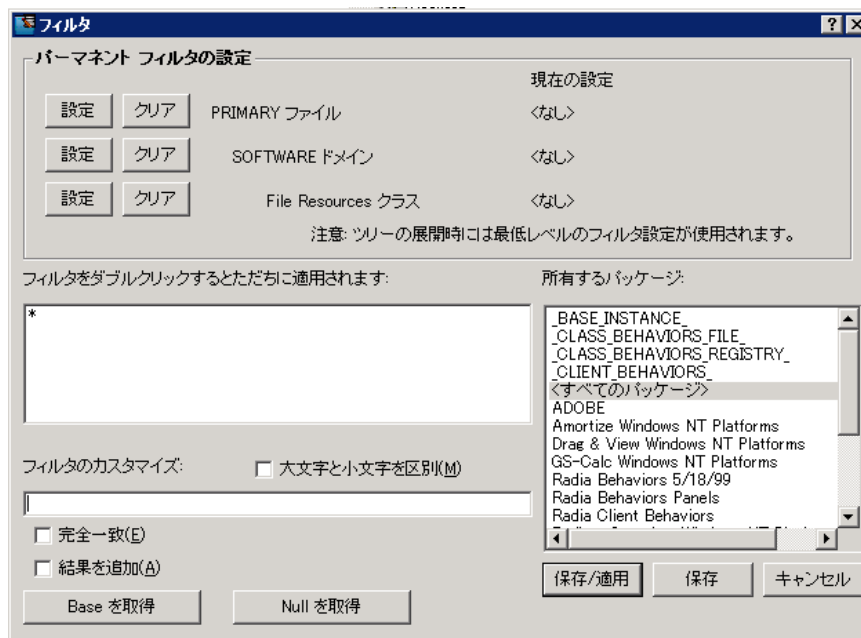 フィルタ
パーマネント フィルタの設定
現在の設定
設定 クリア PRIMARY ファイル <なし>
設定 クリア SOFTWARE ドメイン <なし>
設定 クリア File Resources クラス <なし>
注意: ツリーの展開時には最低レベルのフィルタ設定が使用されます。
フィルタをダブルクリックするとただちに適用されます:
*
所有するパッケージ:
_BASE_INSTANCE_
_CLASS_BEHAVIORS_FILE_
_CLASS_BEHAVIORS_REGISTRY_
_CLIENT_BEHAVIORS_
<すべてのパッケージ>
ADOBE
Amortize Windows NT Platforms
Drag & View Windows NT Platforms
GS-Calc Windows NT Platforms
Radia Behaviors 5/18/99
Radia Behaviors Panels
Radia Client Behaviors
フィルタのカスタマイズ:
大文字と小文字を区別(M)
完全一致(E)
結果を追加(A)
Base を取得 Null を取得
保存/適用 保存 キャンセル